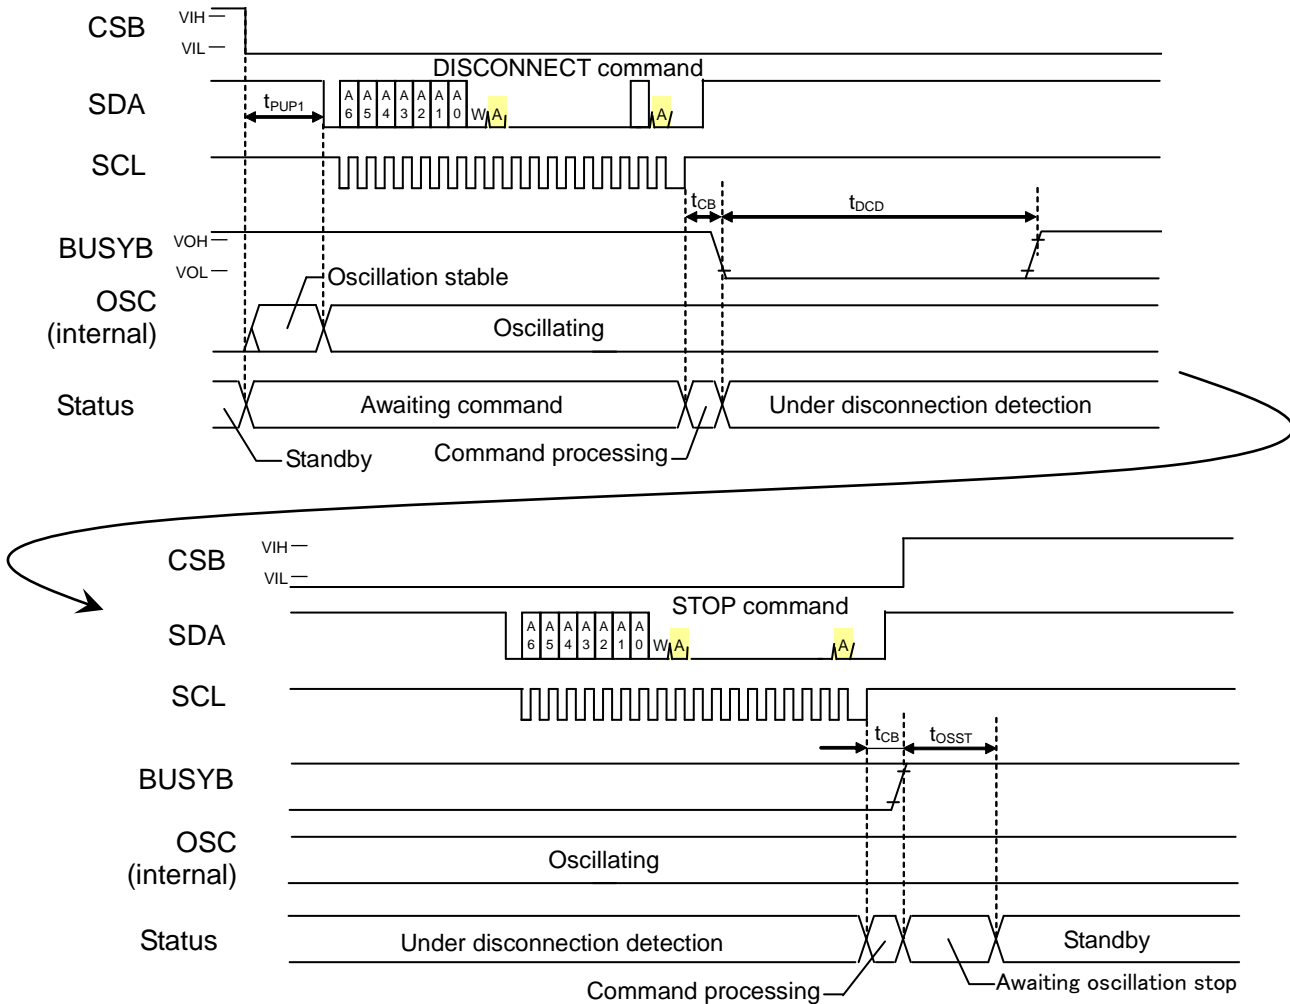 CSB
VIH
VIL
DISCONNECT command
SDA
tPUP1
A6 A5 A4 A3 A2 A1 A0 W A A
SCL
tCB
tDCD
BUSYB
VOH
VOL
Oscillation stable
OSC
(internal)
Oscillating
Status
Awaiting command
Under disconnection detection
Standby
Command processing
CSB
VIH
VIL
STOP command
SDA
A6 A5 A4 A3 A2 A1 A0 W A A
SCL
tCB
tOSST
BUSYB
OSC
(internal)
Oscillating
Status
Under disconnection detection
Standby
Command processing
Awaiting oscillation stop